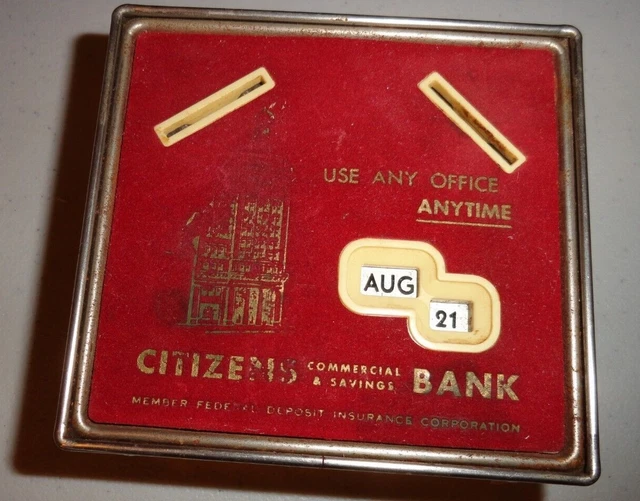 USE ANY OFFICE
ANYTIME
AUG
21
CITIZENS COMMERCIAL & SAVINGS BANK
MEMBER FEDERAL DEPOSIT INSURANCE CORPORATION